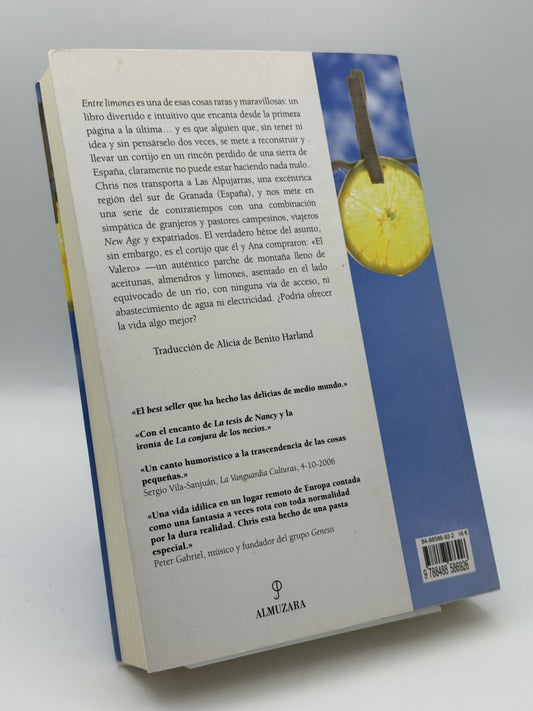 Entre limones es una de esas cosas raras y maravillosas: un
libro divertido e intuitivo que encanta desde la primera
página a la última... y es que alguien que, sin tener ni
idea y sin pensárselo dos veces, se mete a reconstruir y
llevar un cortijo en un rincón perdido de una sierra de
España, claramente no puede estar haciendo nada malo.
Chris nos transporta a Las Alpujarras, una excéntrica
región del sur de Granada (España), y nos mete en
una serie de contratiempos con una combinación
simpática de granjeros y pastores campesinos, viajeros
New Age y expatriados. El verdadero héroe del asunto,
sin embargo, es el cortijo que él y Ana compraron: «El
Valero» —un auténtico parche de montaña lleno de
aceitunas, almendros y limones, asentado en el lado
equivocado de un río, con ninguna vía de acceso, ni
abastecimiento de agua ni electricidad. ¿Podría ofrecer
la vida algo mejor?
Traducción de Alicia de Benito Harland
«El best seller que ha hecho las delicias de medio mundo.»
«Con el encanto de La tesis de Nancy y la
ironía de La conjura de los necios.»
«Un canto humorístico a la trascendencia de las cosas
pequeñas.»
Sergio Vila-Sanjuán, La Vanguardia Culturas, 4-10-2006
«Una vida idílica en un lugar remoto de Europa contada
como una fantasía a veces rota con toda normalidad
por la dura realidad. Chris está hecho de una pasta
especial.»
Peter Gabriel, músico y fundador del grupo Genesis
ALMUZARA
84-88586-92-2 16 €
9 788488 586926